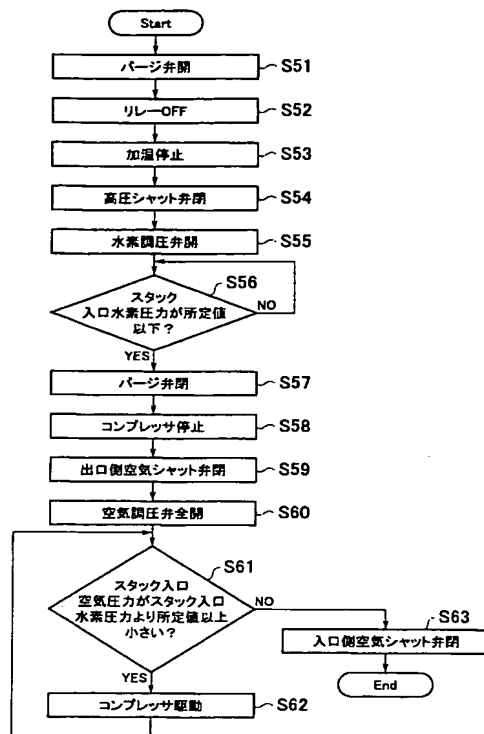 Start
パージ弁開
S51
リレーOFF
S52
加温停止
S53
高圧シャット弁閉
S54
水素調圧弁開
S55
S56
スタック
入口水素圧力が所定値
以下？
NO
YES
パージ弁閉
S57
コンプレッサ停止
S58
出口側空気シャット弁閉
S59
空気調圧弁全開
S60
S61
スタック入口
空気圧力がスタック入口
水素圧力より所定値以上
小さい？
NO
S63
入口側空気シャット弁閉
End
YES
コンプレッサ駆動
S62